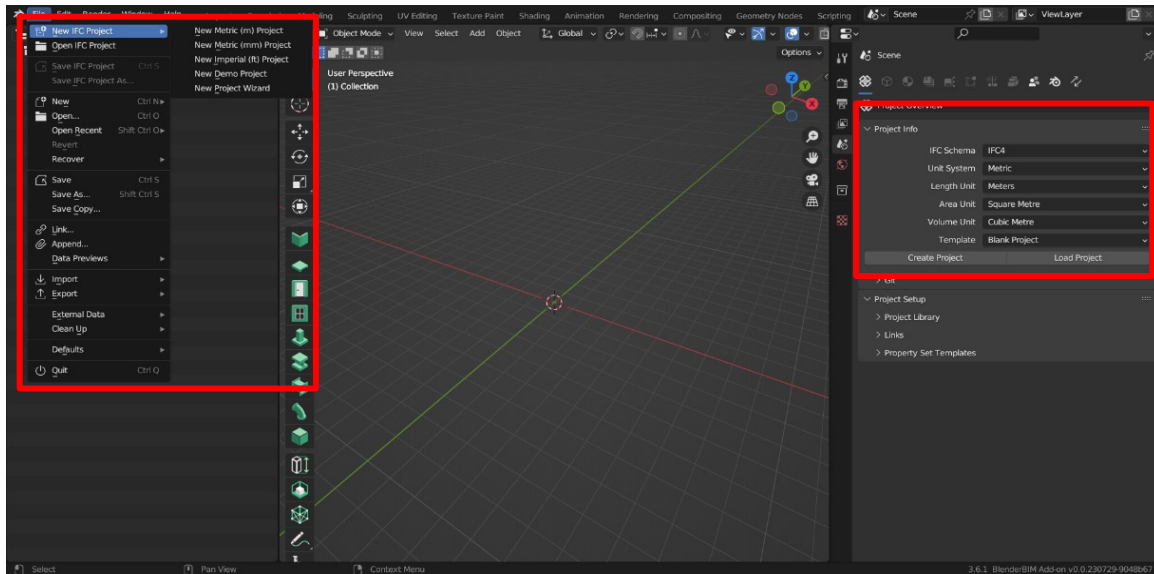 File Edit Render Window Help
Sculpting UV Editing Texture Paint Shading Animation Rendering Compositing Geometry Nodes Scripting
Scene
ViewLayer
New IFC Project
Open IFC Project
Save IFC Project Ctrl S
Save IFC Project As...
New Ctrl N
Open... Ctrl O
Open Recent Shift Ctrl O
Revert
Recover
Save Ctrl S
Save As... Shift Ctrl S
Save Copy...
Link...
Append...
Data Previews
Import
Export
External Data
Clean Up
Defaults
Quit Ctrl Q
New Metric (m) Project
New Metric (mm) Project
New Imperial (ft) Project
New Demo Project
New Project Wizard
Object Mode View Select Add Object Global
Options
User Perspective
(1) Collection
Z
Y
X
Scene
Project Overview
Project Info
IFC Schema IFC4
Unit System Metric
Length Unit Meters
Area Unit Square Metre
Volume Unit Cubic Metre
Template Blank Project
Create Project Load Project
Git
Project Setup
Project Library
Links
Property Set Templates
Select Pan View Context Menu 3.6.1 BlenderBIM Add-on v0.0.230729-9048b67